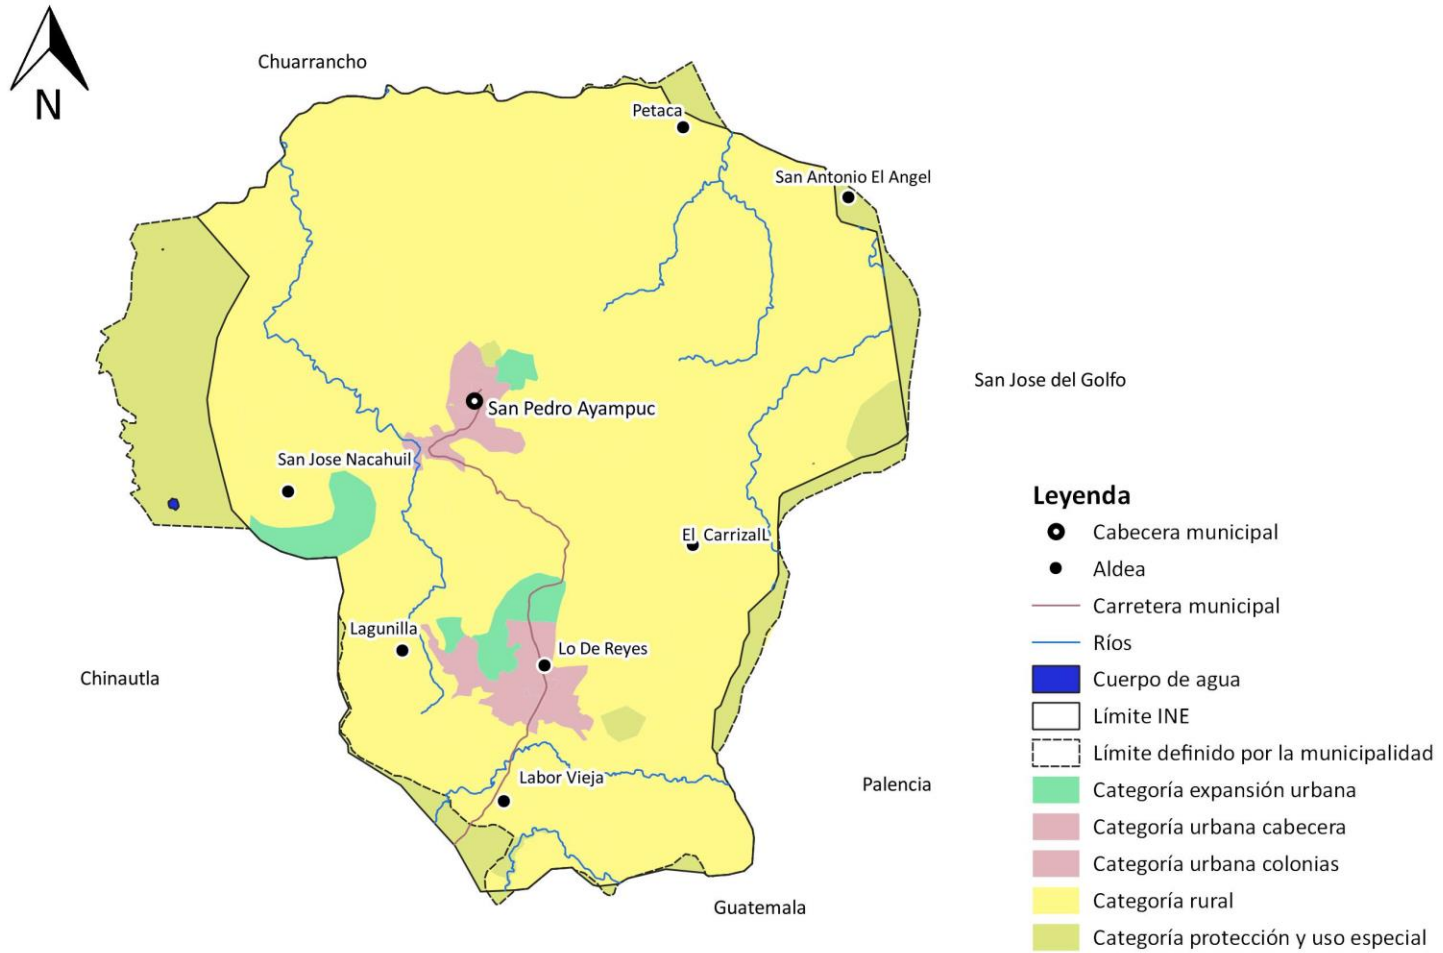 N
Chuarrancho
Petaca
San Antonio El Angel
San Jose del Golfo
San Pedro Ayampuc
San Jose Nacahuil
El CarrizalL
Lagunilla
Lo De Reyes
Chinautla
Labor Vieja
Palencia
Guatemala
Leyenda
Cabecera municipal
Aldea
Carretera municipal
Ríos
Cuerpo de agua
Límite INE
Límite definido por la municipalidad
Categoría expansión urbana
Categoría urbana cabecera
Categoría urbana colonias
Categoría rural
Categoría protección y uso especial